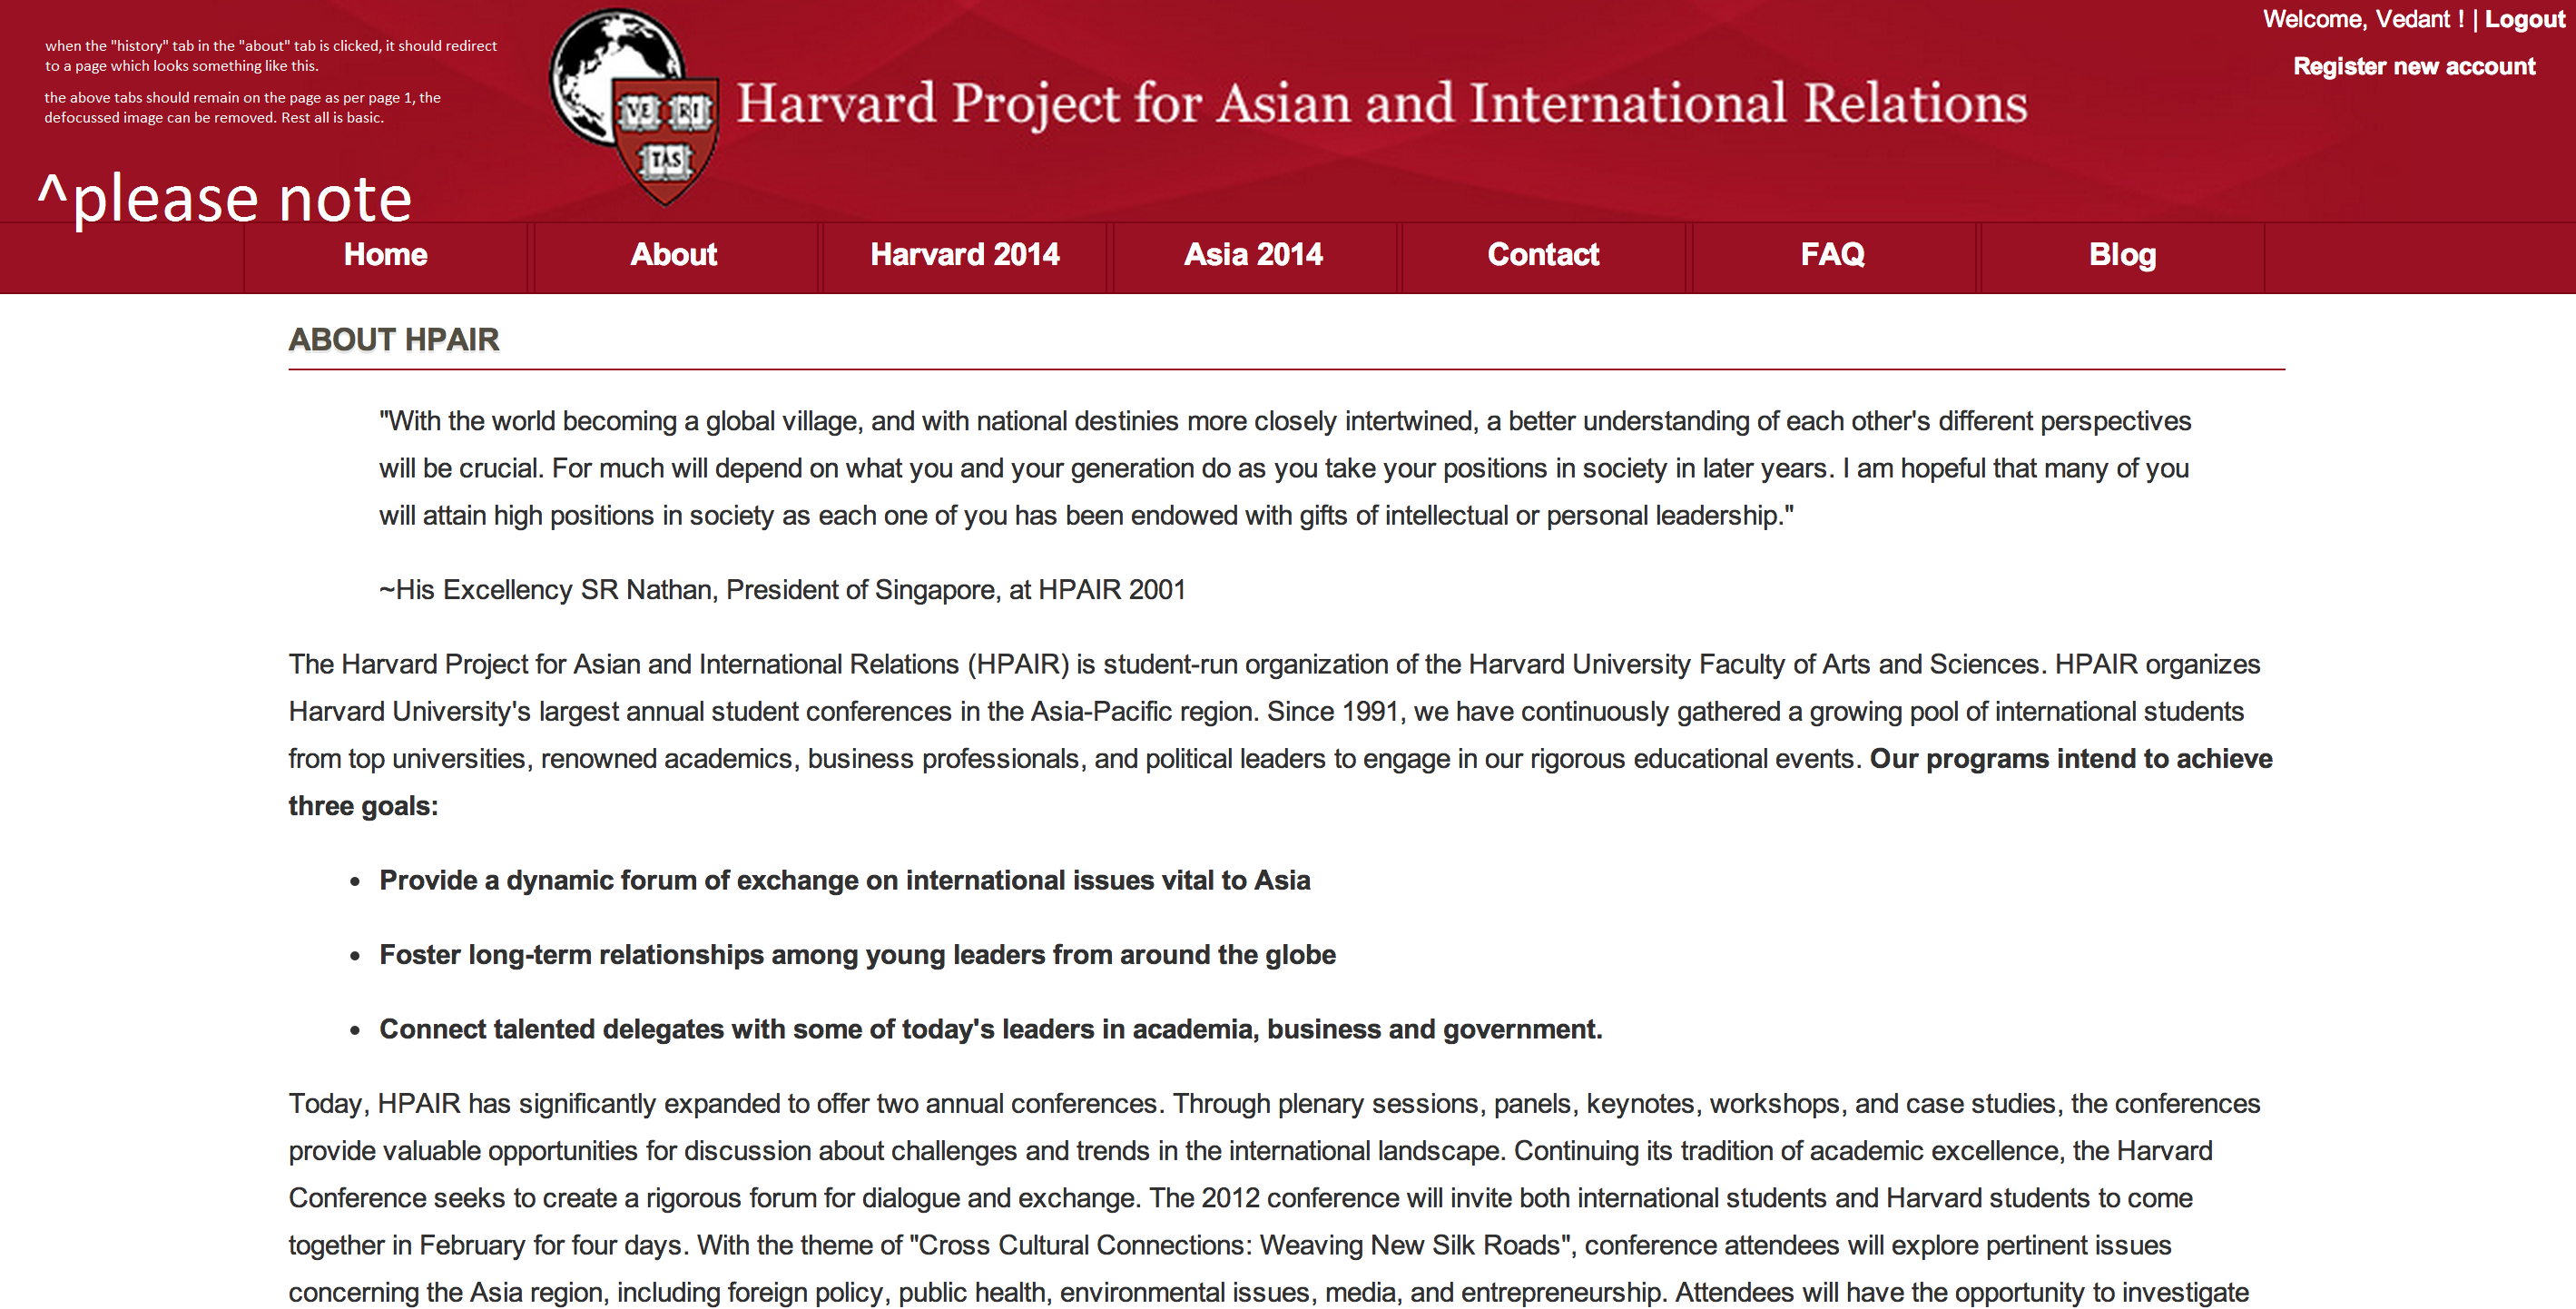 Welcome, Vedant ! | Logout
Register new account
when the "history" tab in the "about" tab is clicked, it should redirect
to a page which looks something like this.
the above tabs should remain on the page as per page 1, the
defocussed image can be removed. Rest all is basic.
^please note
VE RI
TAS
Harvard Project for Asian and International Relations
Home About Harvard 2014 Asia 2014 Contact FAQ Blog
ABOUT HPAIR
"With the world becoming a global village, and with national destinies more closely intertwined, a better understanding of each other's different perspectives
will be crucial. For much will depend on what you and your generation do as you take your positions in society in later years. I am hopeful that many of you
will attain high positions in society as each one of you has been endowed with gifts of intellectual or personal leadership."
~His Excellency SR Nathan, President of Singapore, at HPAIR 2001
The Harvard Project for Asian and International Relations (HPAIR) is student-run organization of the Harvard University Faculty of Arts and Sciences. HPAIR organizes
Harvard University's largest annual student conferences in the Asia-Pacific region. Since 1991, we have continuously gathered a growing pool of international students
from top universities, renowned academics, business professionals, and political leaders to engage in our rigorous educational events. Our programs intend to achieve
three goals:
• Provide a dynamic forum of exchange on international issues vital to Asia
• Foster long-term relationships among young leaders from around the globe
• Connect talented delegates with some of today's leaders in academia, business and government.
Today, HPAIR has significantly expanded to offer two annual conferences. Through plenary sessions, panels, keynotes, workshops, and case studies, the conferences
provide valuable opportunities for discussion about challenges and trends in the international landscape. Continuing its tradition of academic excellence, the Harvard
Conference seeks to create a rigorous forum for dialogue and exchange. The 2012 conference will invite both international students and Harvard students to come
together in February for four days. With the theme of "Cross Cultural Connections: Weaving New Silk Roads", conference attendees will explore pertinent issues
concerning the Asia region, including foreign policy, public health, environmental issues, media, and entrepreneurship. Attendees will have the opportunity to investigate